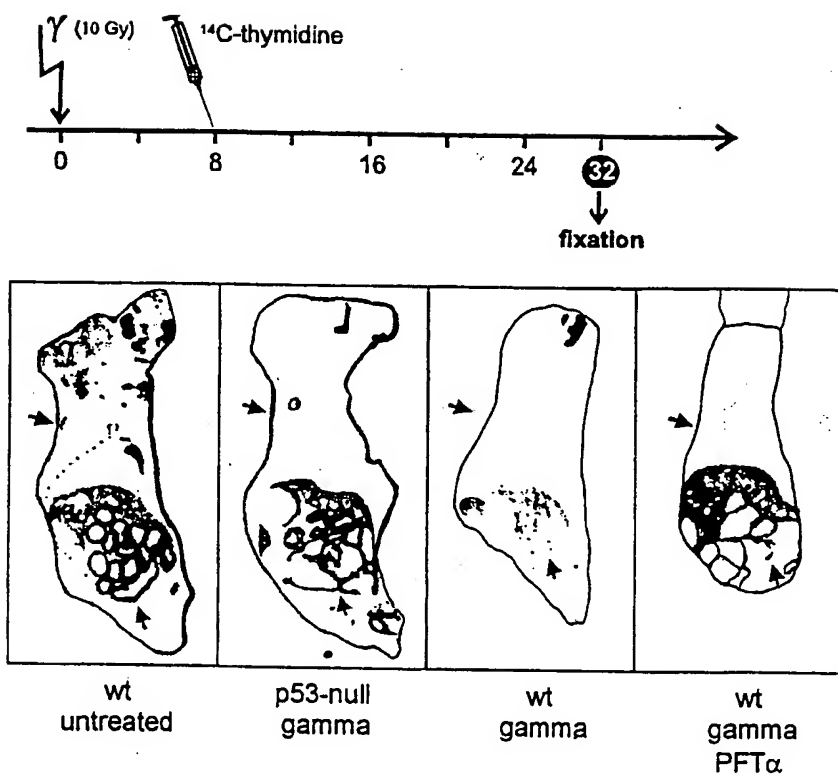 γ (10 Gy)
¹⁴C-thymidine
0 8 16 24 32
fixation
wt
untreated
p53-null
gamma
wt
gamma
wt
gamma
PFTα